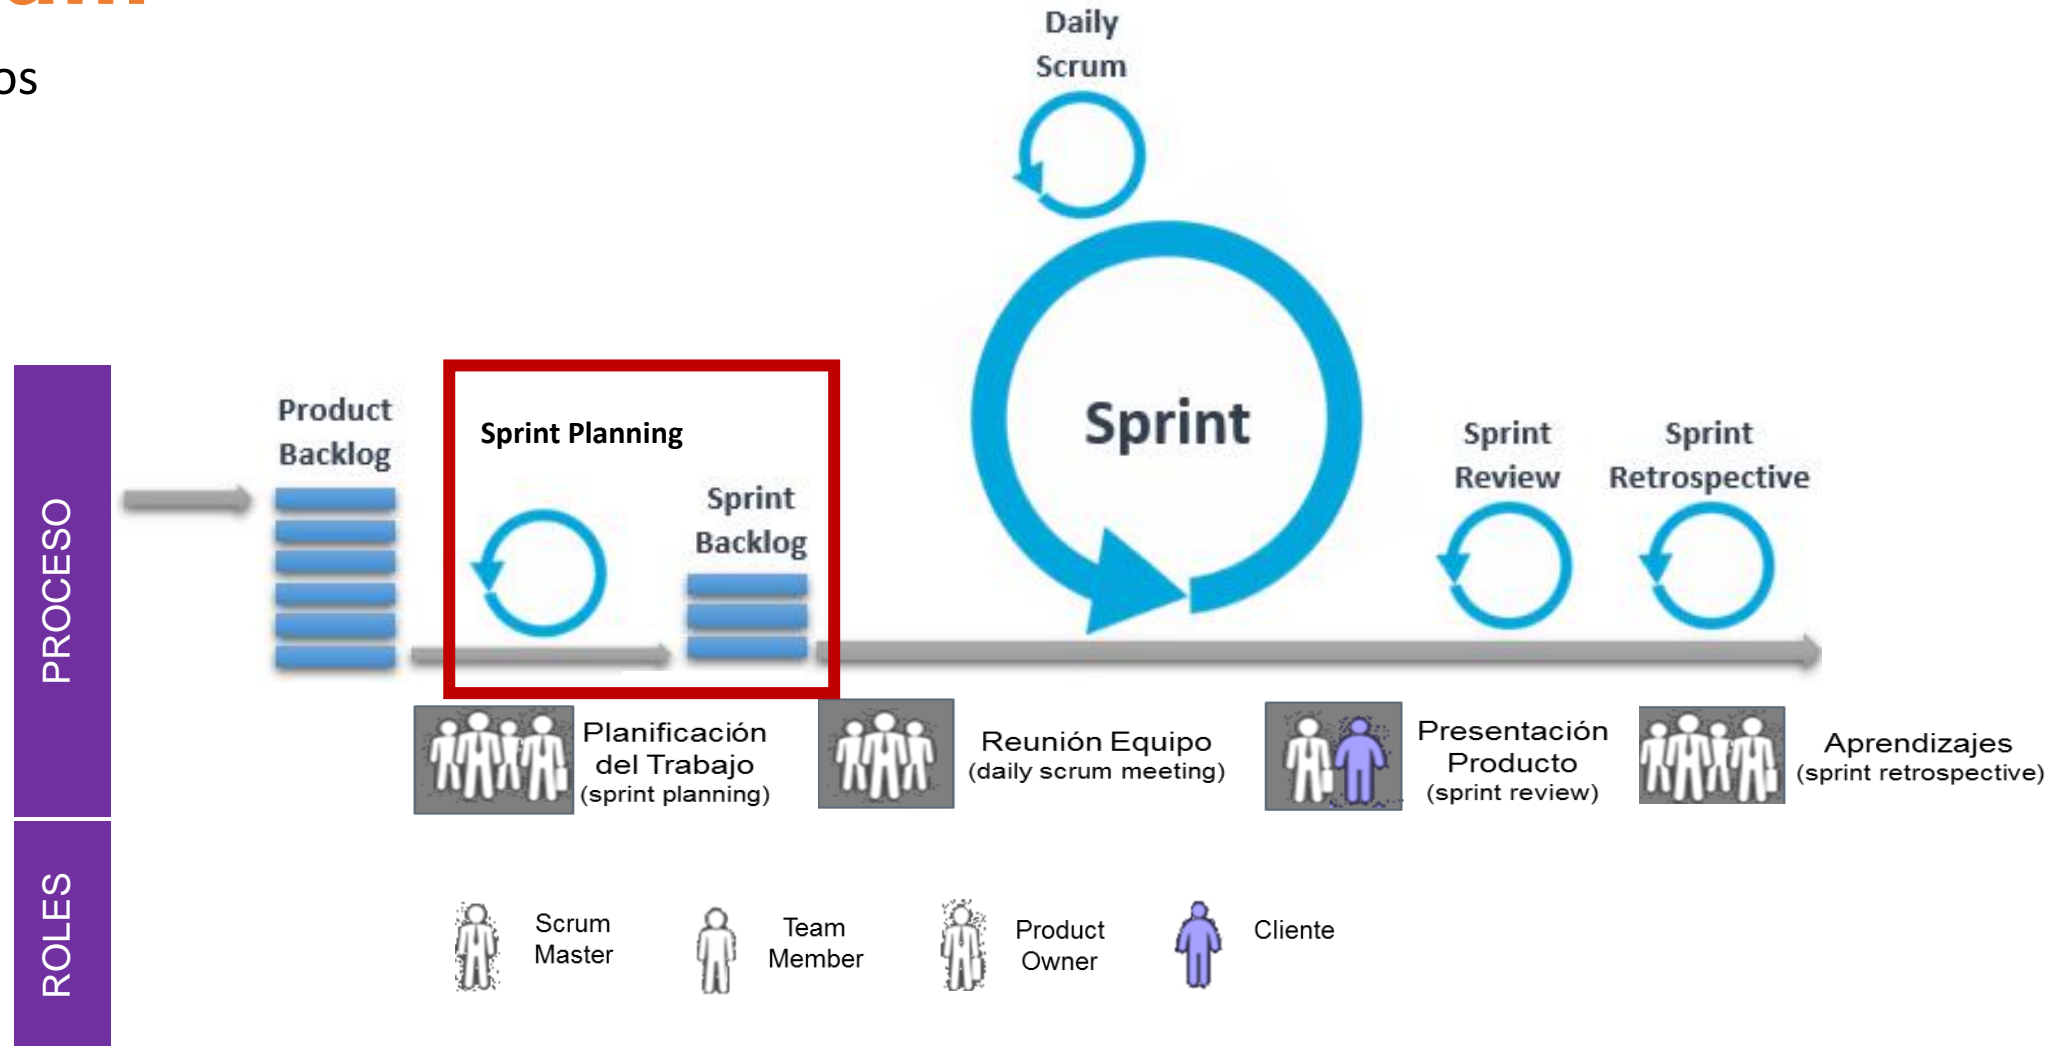 os
Daily
Scrum
Sprint
Product
Backlog
Sprint Planning
Sprint
Backlog
Sprint
Review
Sprint
Retrospective
PROCESO
Planificación
del Trabajo
(sprint planning)
Reunión Equipo
(daily scrum meeting)
Presentación
Producto
(sprint review)
Aprendizajes
(sprint retrospective)
ROLES
Scrum
Master
Team
Member
Product
Owner
Cliente